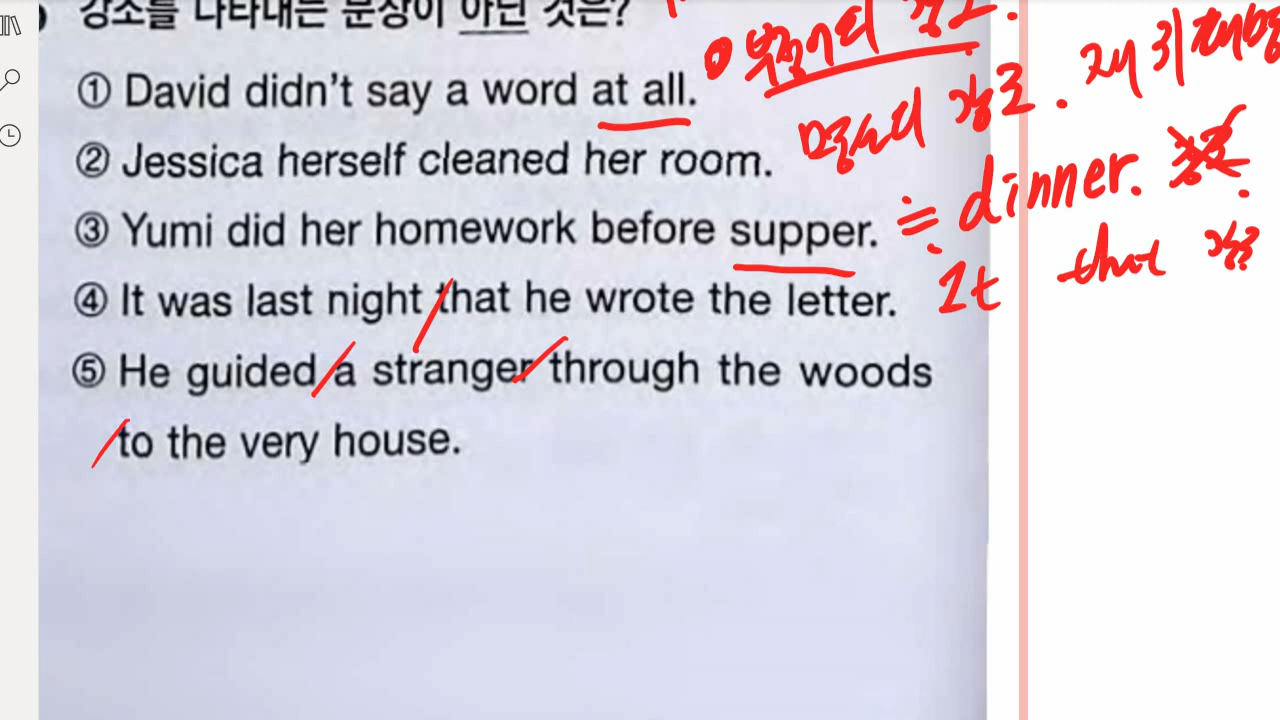 강조를 나타내는 문장이 아닌 것은?
① David didn't say a word at all.
부정어의 강조.
② Jessica herself cleaned her room.
명사의 강조. 재귀대명
③ Yumi did her homework before supper.
≒ dinner.
④ It was last night that he wrote the letter.
It that 강조
⑤ He guided a stranger through the woods
to the very house.